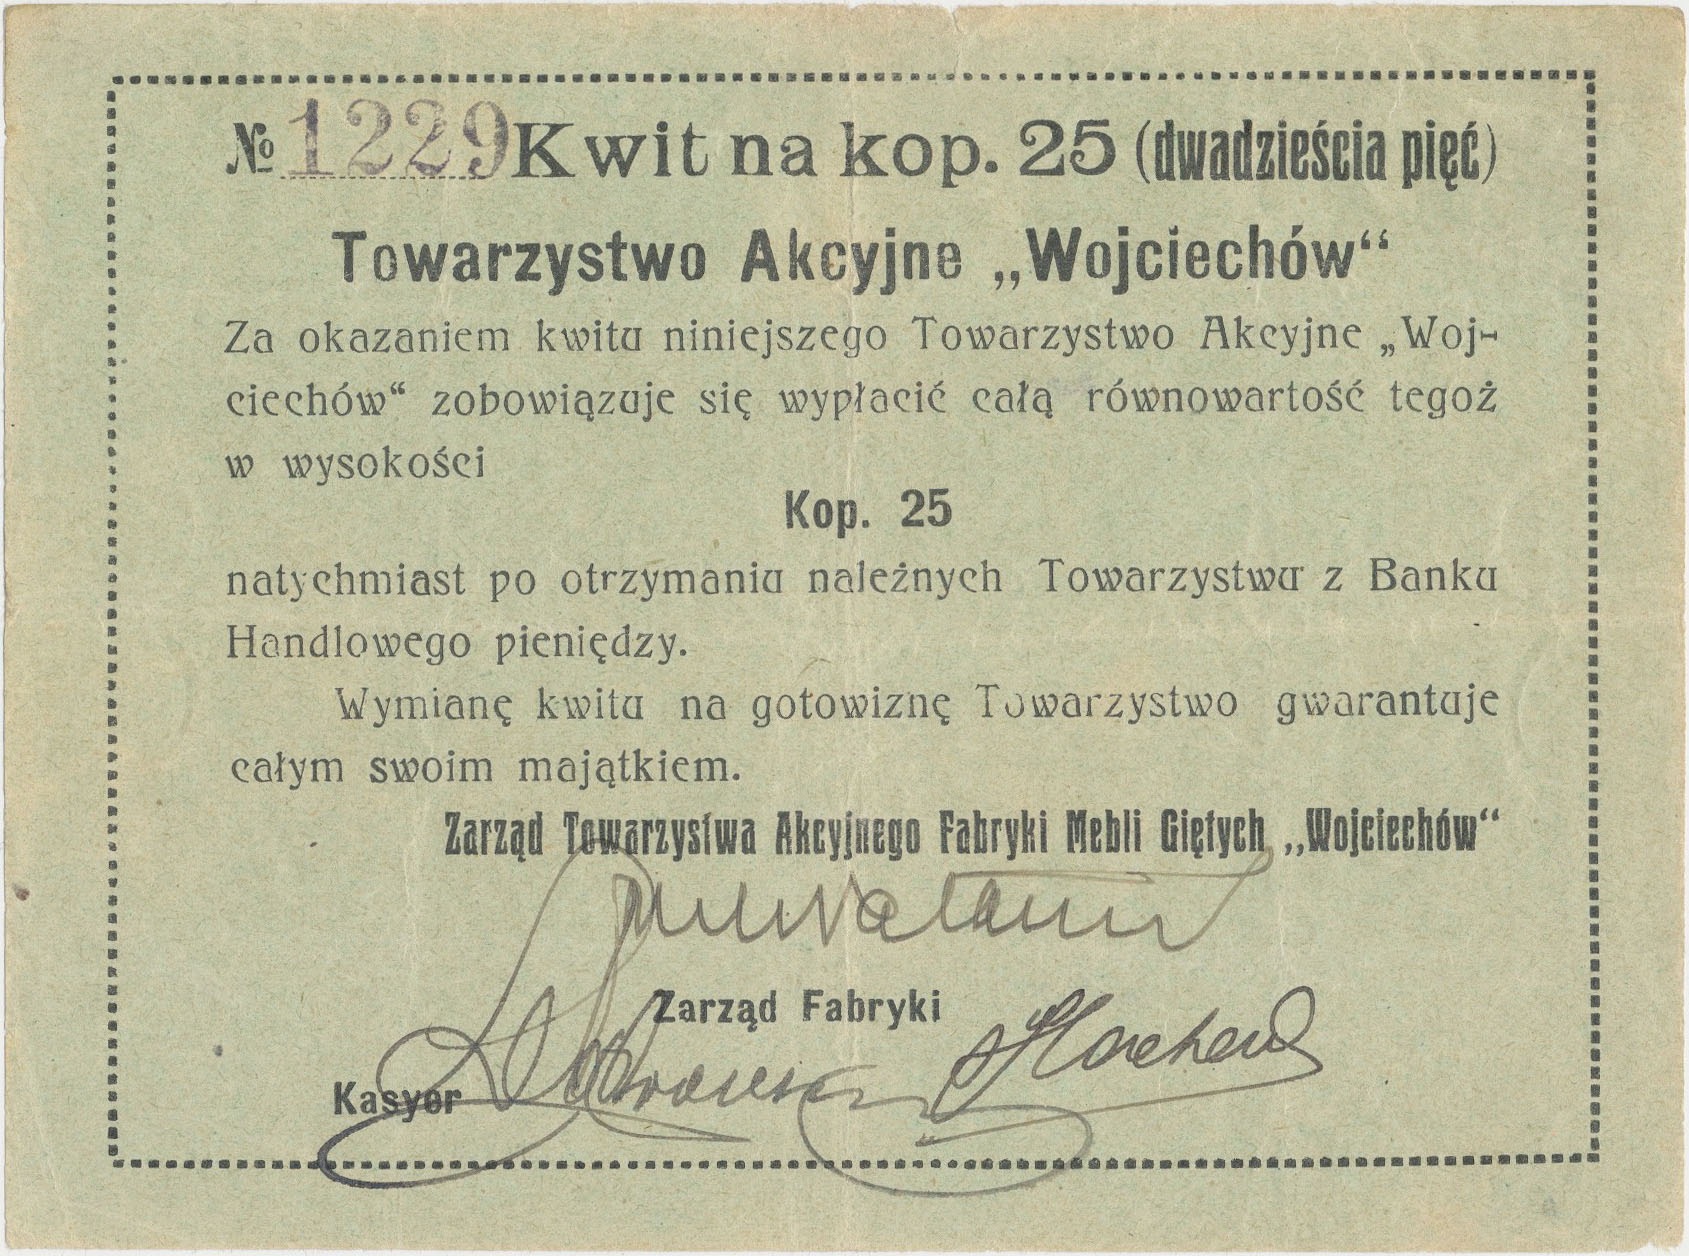 № 1229 Kwit na kop. 25 (dwadzieścia pięć)
Towarzystwo Akcyjne „Wojciechów“
Za okazaniem kwitu niniejszego Towarzystwo Akcyjne „Woj-
ciechów“ zobowiązuje się wypłacić całą równowartość tegoż
w wysokości
Kop. 25
natychmiast po otrzymaniu należnych Towarzystwu z Banku
Handlowego pieniędzy.
Wymianę kwitu na gotowiznę Towarzystwo gwarantuje
całym swoim majątkiem.
Zarząd Towarzystwa Akcyjnego Fabryki Mebli Giętych „Wojciechów“
Zarząd Fabryki
Kasyer